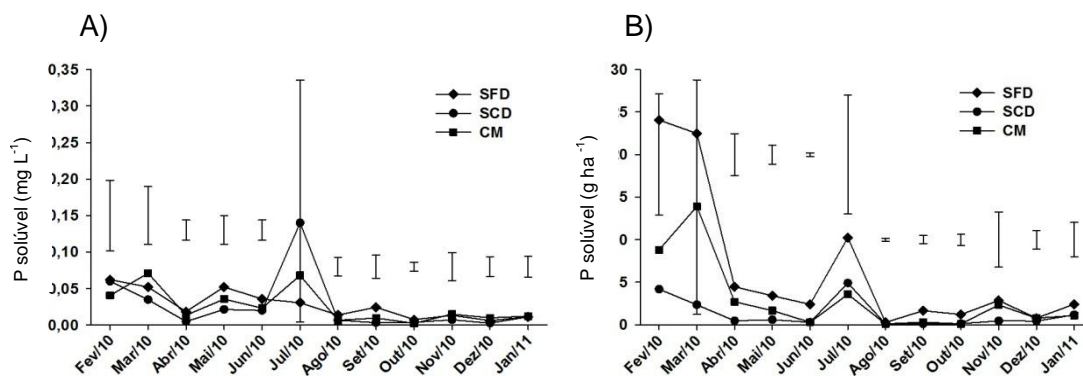 A)
P solúvel (mg L-1)
,35
0,30
,25
0,20
,15
0,10
,05
0,00
SFD
SCD
CM
Fev/10
Mar/10
Abr/10
Mai/10
Jun/10
Jul/10
Ago/10
Set/10
Out/10
Nov/10
Dez/10
Jan/11
B)
P solúvel (g ha -1)
30
5
0
5
0
5
0
SFD
SCD
CM
Fev/10
Mar/10
Abr/10
Mai/10
Jun/10
Jul/10
Ago/10
Set/10
Out/10
Nov/10
Dez/10
Jan/11